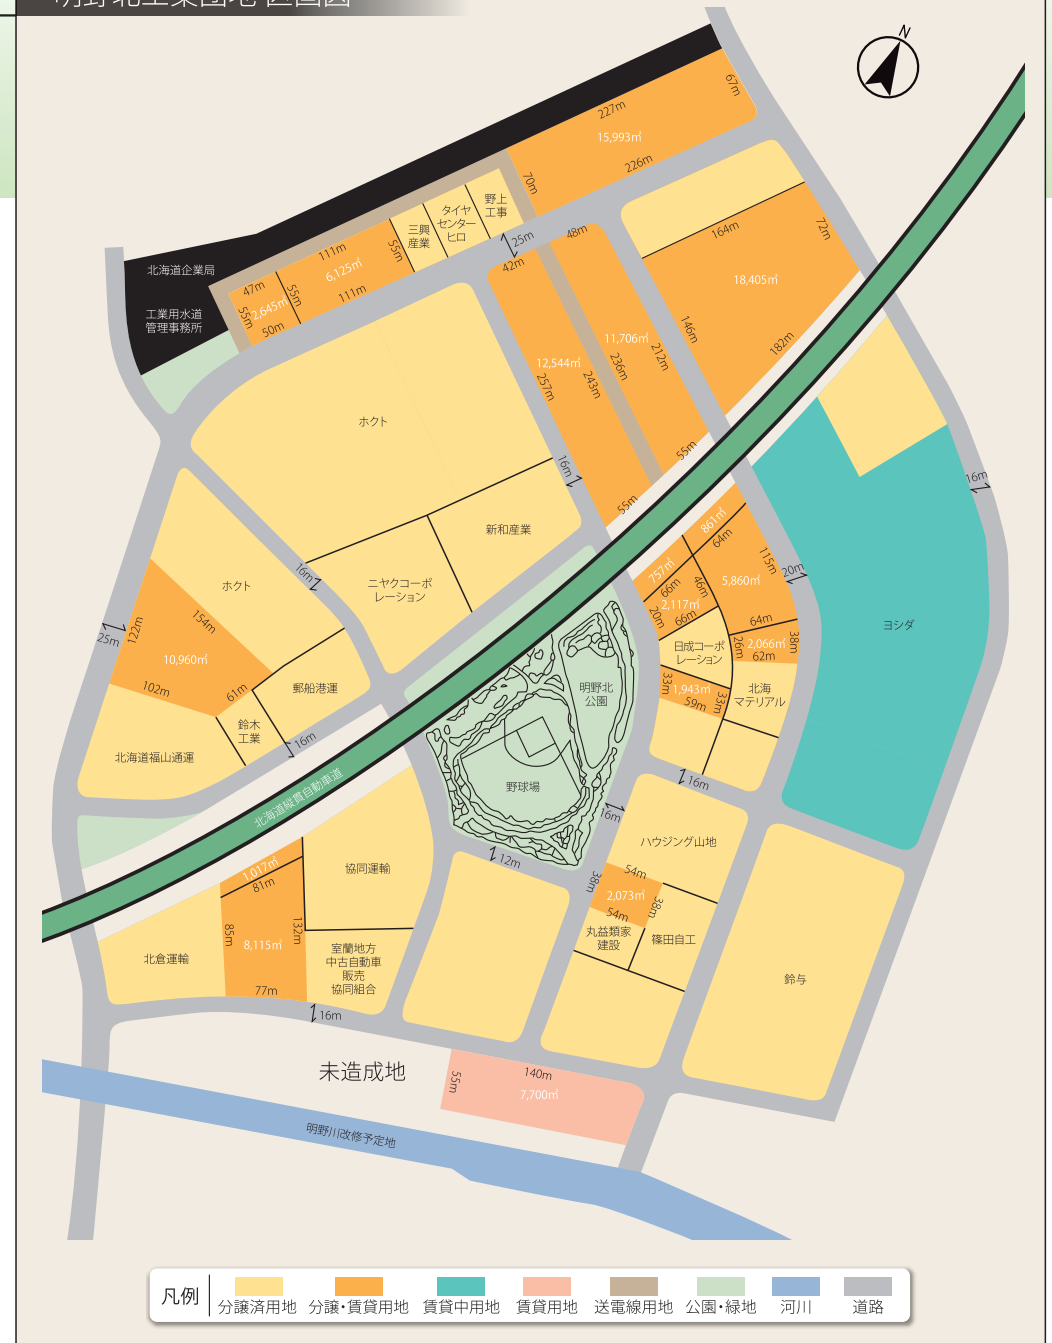 明野北工業団地 区画図
N
67m
227m
15,993㎡
226m
70m
野上
工事
タイヤ
センター
ヒロ
三興
産業
25m
48m
42m
164m
72m
18,405㎡
146m
182m
北海道企業局
工業用水道
管理事務所
111m
6,125㎡
55m
111m
47m
55m
2,645㎡
55m
50m
11,706㎡
212m
236m
12,544㎡
243m
257m
55m
55m
16m
ホクト
新和産業
ニヤクコーポ
レーション
16m
16m
ホクト
154m
122m
25m
10,960㎡
102m
61m
郵船港運
鈴木
工業
16m
北海道福山通運
861㎡
64m
757㎡
66m
46m
115m
5,860㎡
20m
2,117㎡
20m
66m
64m
2,066㎡
38m
26m
62m
日成コーポ
レーション
33m
1,943㎡
59m
33m
北海
マテリアル
ヨシダ
明野北
公園
野球場
16m
16m
北海道縦貫自動車道
12m
ハウジング山地
54m
38m
2,073㎡
38m
54m
丸益類家
建設
篠田自工
鈴与
協同運輸
1,017㎡
81m
85m
132m
8,115㎡
77m
北倉運輸
室蘭地方
中古自動車
販売
協同組合
16m
未造成地
140m
55m
7,700㎡
明野川改修予定地
凡例
分譲済用地
分譲・賃貸用地
賃貸中用地
賃貸用地
送電線用地
公園・緑地
河川
道路